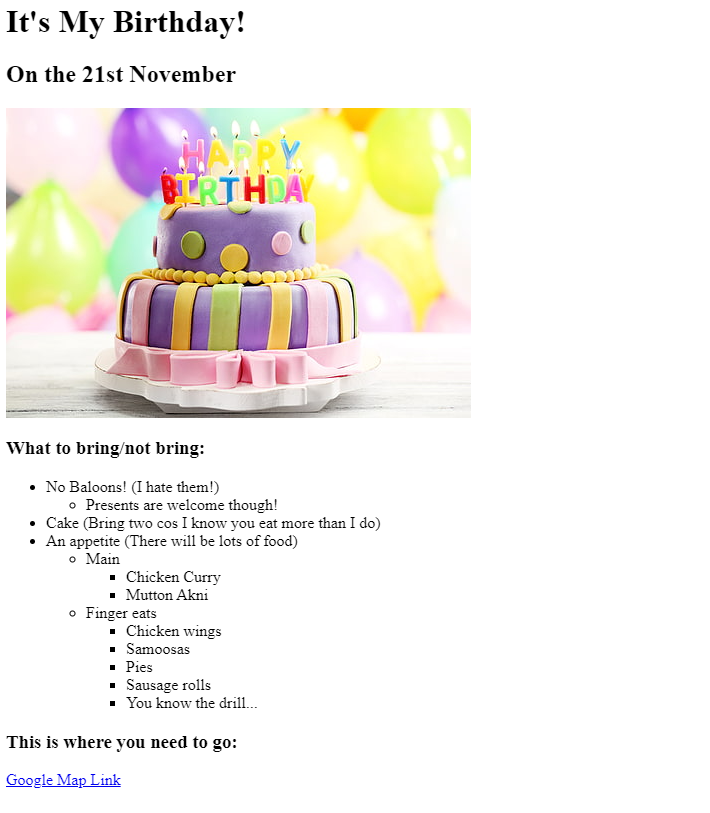 It's My Birthday!
On the 21st November
HAPPY
BIRTHDAY
What to bring/not bring:
No Baloons! (I hate them!)
Presents are welcome though!
Cake (Bring two cos I know you eat more than I do)
An appetite (There will be lots of food)
Main
Chicken Curry
Mutton Akni
Finger eats
Chicken wings
Samoosas
Pies
Sausage rolls
You know the drill...
This is where you need to go:
Google Map Link